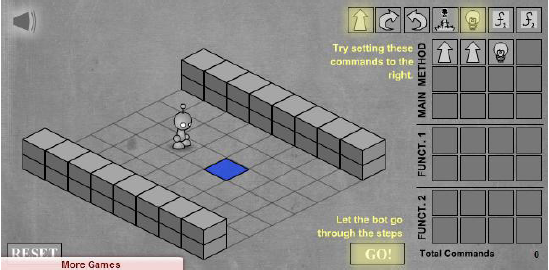 Try setting these
commands to the
right.
MAIN METHOD
FUNCT. 1
FUNCT. 2
Let the bot go
through the steps
RESET
GO!
Total Commands 0
More Games